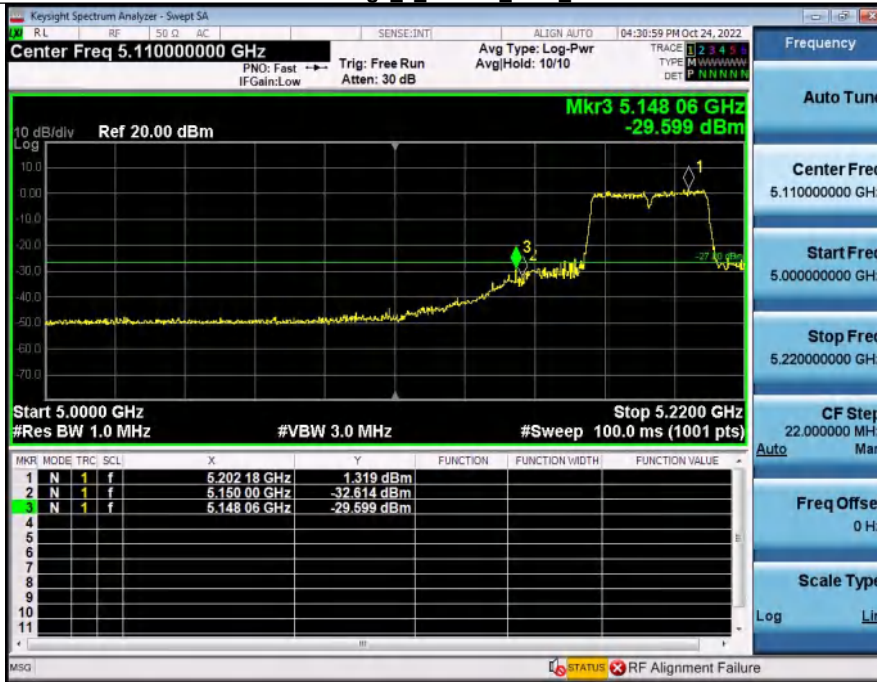 Keysight Spectrum Analyzer - Swept SA
RL RF 50 Ω AC SENSE:INT ALIGN AUTO 04:30:59 PM Oct 24, 2022
Center Freq 5.110000000 GHz
PNO: Fast Trig: Free Run Avg Type: Log-Pwr TRACE 1 2 3 4 5 6
IFGain:Low Atten: 30 dB Avg|Hold: 10/10 TYPE M WWWWW
DET P N N N N N
Mkr3 5.148 06 GHz
-29.599 dBm
10 dB/div Ref 20.00 dBm
Log
10.0
0.00
-10.0
-20.0
-30.0
-40.0
-50.0
-60.0
-70.0
1
3
2
-27.00 dBm
Start 5.0000 GHz Stop 5.2200 GHz
#Res BW 1.0 MHz #VBW 3.0 MHz #Sweep 100.0 ms (1001 pts)
MKR MODE TRC SCL X Y FUNCTION FUNCTION WIDTH FUNCTION VALUE
1 N 1 f 5.202 18 GHz 1.319 dBm
2 N 1 f 5.150 00 GHz -32.614 dBm
3 N 1 f 5.148 06 GHz -29.599 dBm
4
5
6
7
8
9
10
11
MSG STATUS RF Alignment Failure
Frequency
Auto Tune
Center Freq
5.110000000 GHz
Start Freq
5.000000000 GHz
Stop Freq
5.220000000 GHz
CF Step
22.000000 MHz
Auto Man
Freq Offset
0 Hz
Scale Type
Log Lin